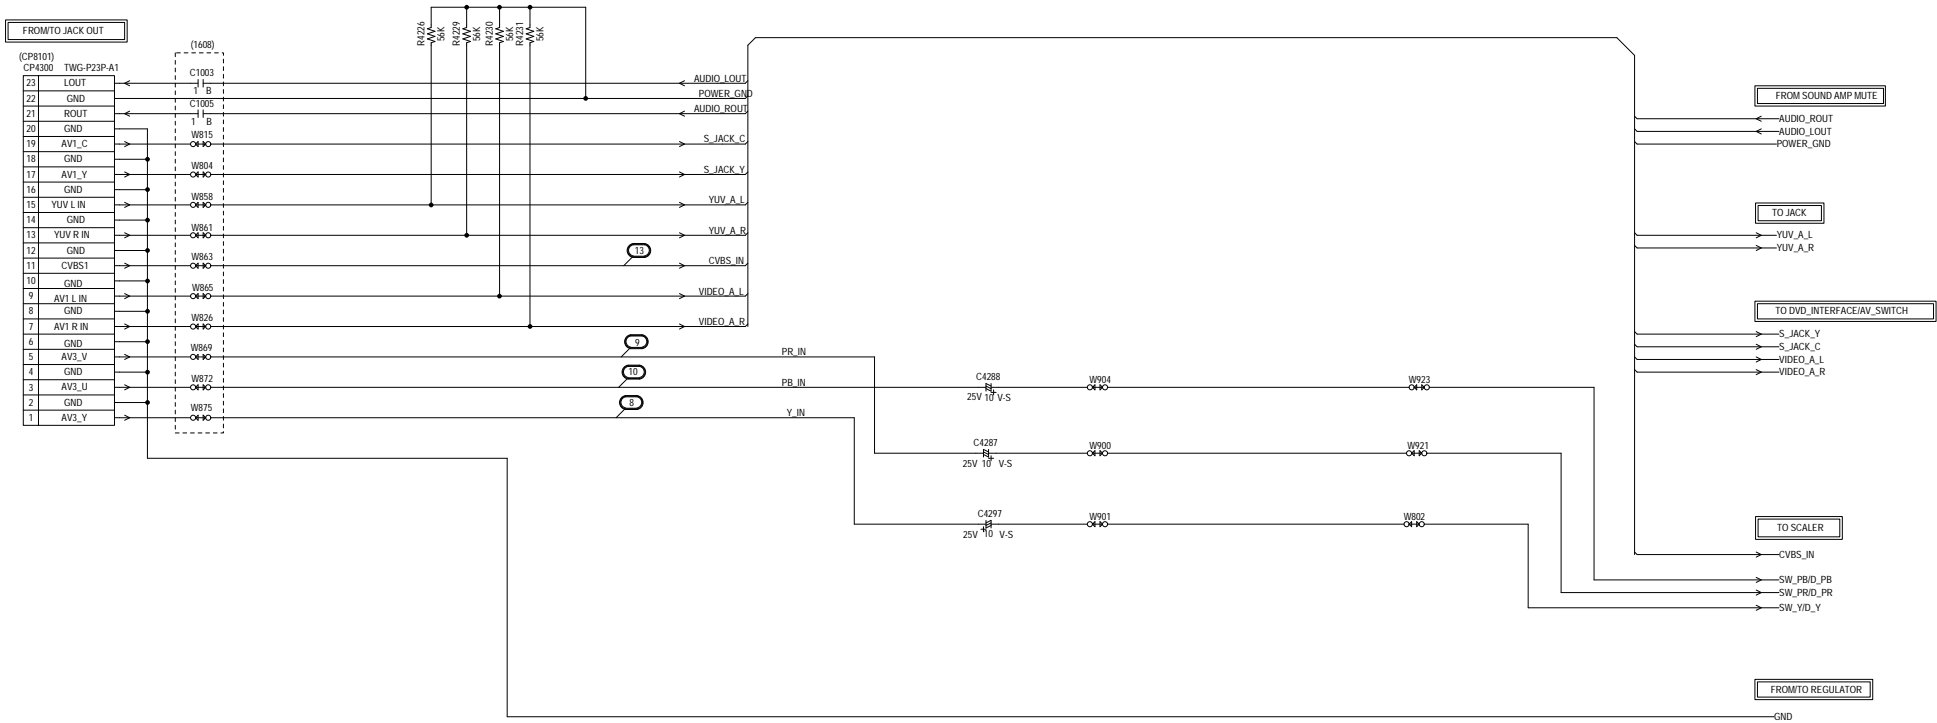 FROM/TO JACK OUT
(CP8101)
CP4300 TWG-P23P-A1
23 LOUT
22 GND
21 ROUT
20 GND
19 AV1_C
18 GND
17 AV1_Y
16 GND
15 YUV L IN
14 GND
13 YUV R IN
12 GND
11 CVBS1
10 GND
9 AV1 L IN
8 GND
7 AV1 R IN
6 GND
5 AV3_V
4 GND
3 AV3_U
2 GND
1 AV3_Y
(1608)
C1003
1 B
C1005
1 B
W815
W804
W858
W861
W863
W865
W826
W869
W872
W875
R4226
56K
R4229
56K
R4230
56K
R4231
56K
AUDIO_LOUT
POWER_GND
AUDIO_ROUT
S_JACK_C
S_JACK_Y
YUV_A_L
YUV_A_R
13
CVBS_IN
VIDEO_A_L
VIDEO_A_R
9
PR_IN
10
PB_IN
8
Y_IN
C4288
25V 10 V-S
W904
W923
C4287
25V 10 V-S
W900
W921
C4297
25V 10 V-S
W901
W802
FROM SOUND AMP MUTE
AUDIO_ROUT
AUDIO_LOUT
POWER_GND
TO JACK
YUV_A_L
YUV_A_R
TO DVD_INTERFACE/AV_SWITCH
S_JACK_Y
S_JACK_C
VIDEO_A_L
VIDEO_A_R
TO SCALER
CVBS_IN
SW_PB/D_PB
SW_PR/D_PR
SW_Y/D_Y
FROM/TO REGULATOR
GND